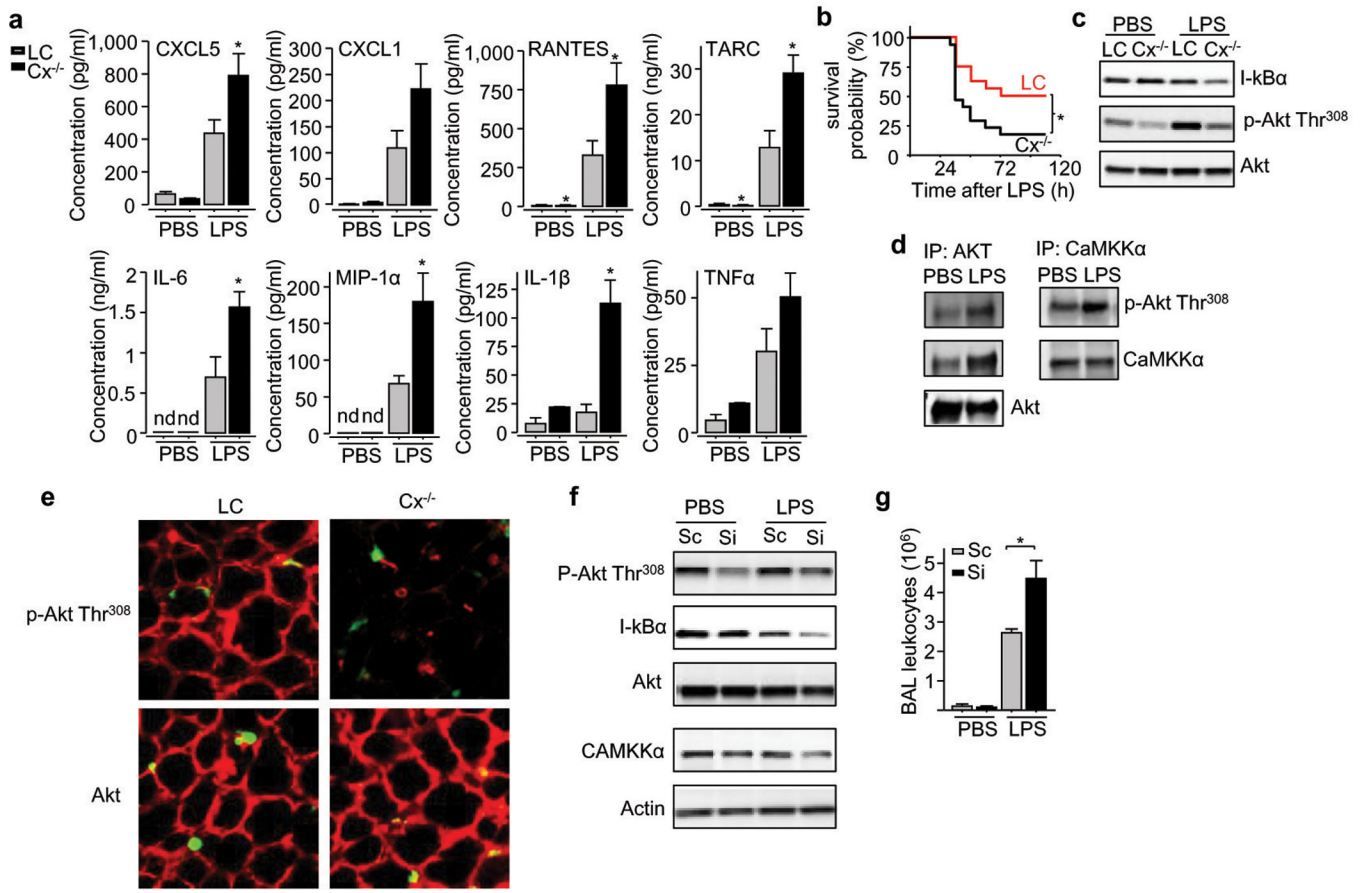 a
LC
Cx-/-
Concentration (pg/ml)
1,000
800
600
400
200
0
CXCL5
*
PBS
LPS
Concentration (pg/ml)
300
250
200
150
100
50
0
CXCL1
PBS
LPS
Concentration (pg/ml)
1,000
750
500
250
0
RANTES
*
*
PBS
LPS
Concentration (ng/ml)
30
20
10
0
TARC
*
*
PBS
LPS
Concentration (ng/ml)
2
1.5
1
0.5
0
IL-6
*
nd nd
PBS
LPS
Concentration (pg/ml)
250
200
150
100
50
0
MIP-1α
*
nd nd
PBS
LPS
Concentration (pg/ml)
125
100
75
50
25
0
IL-1β
*
PBS
LPS
Concentration (pg/ml)
50
25
0
TNFα
PBS
LPS
b
survival
probability (%)
100
75
50
25
LC
*
Cx-/-
24
72
120
Time after LPS (h)
c
PBS
LPS
LC Cx-/- LC Cx-/-
I-kBα
p-Akt Thr308
Akt
d
IP: AKT
IP: CaMKKα
PBS LPS
PBS LPS
p-Akt Thr308
CaMKKα
Akt
e
LC
Cx-/-
p-Akt Thr308
Akt
f
PBS
LPS
Sc Si Sc Si
P-Akt Thr308
I-kBα
Akt
CAMKKα
Actin
g
BAL leukocytes (106)
5
4
3
2
1
Sc
Si
*
PBS
LPS